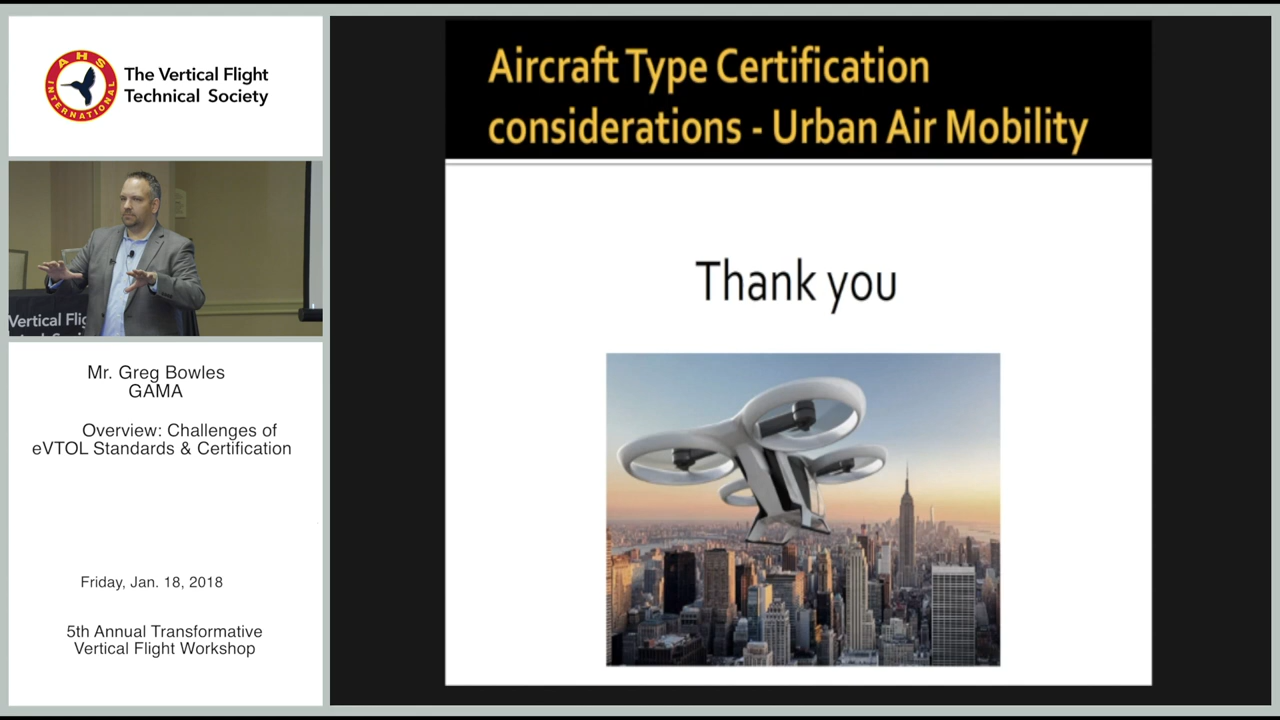 AHS INTERNATIONAL
The Vertical Flight
Technical Society
Vertical Flig
Mr. Greg Bowles
GAMA
Overview: Challenges of
eVTOL Standards & Certification
Friday, Jan. 18, 2018
5th Annual Transformative
Vertical Flight Workshop
Aircraft Type Certification
considerations - Urban Air Mobility
Thank you